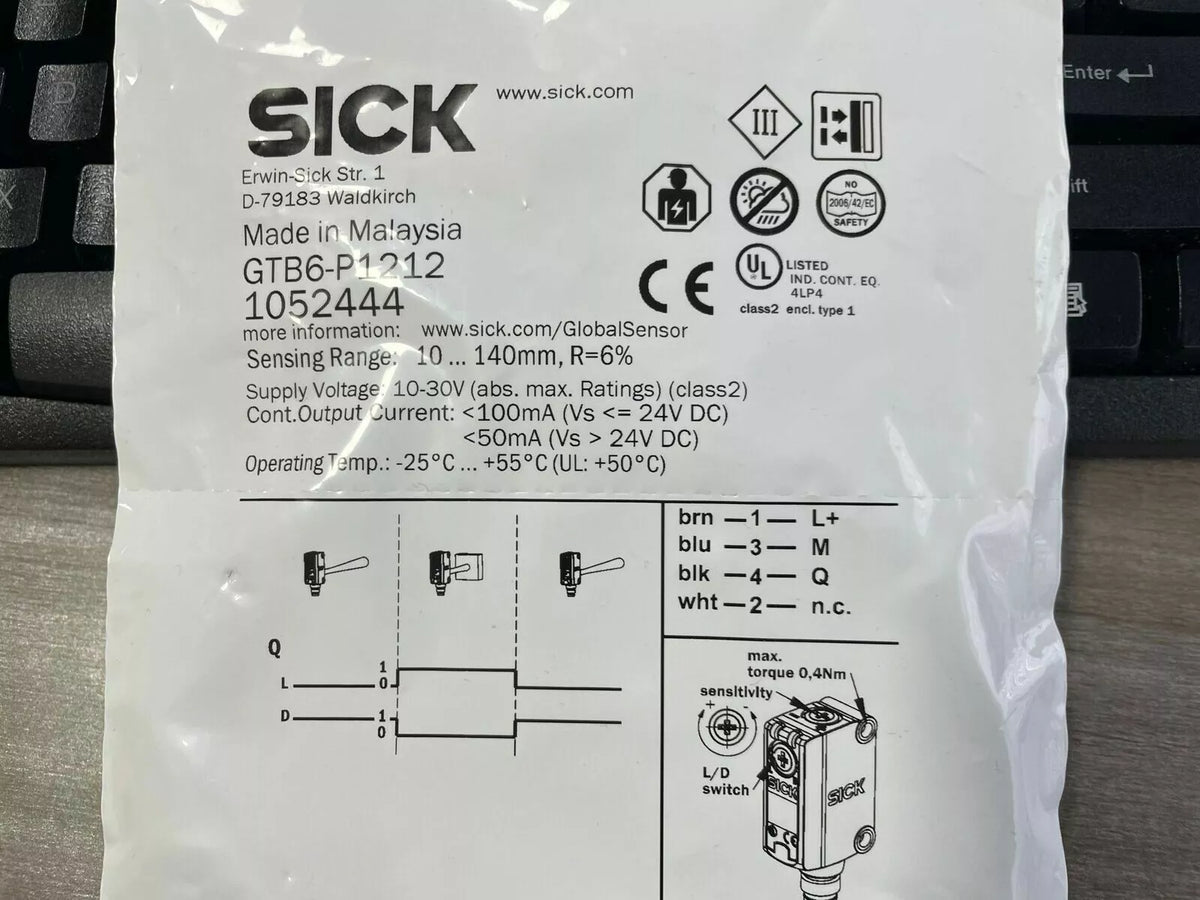 SICK
www.sick.com
Erwin-Sick Str. 1
D-79183 Waldkirch
Made in Malaysia
GTB6-P1212
1052444
more information: www.sick.com/GlobalSensor
Sensing Range: 10 ... 140mm, R=6%
Supply Voltage: 10-30V (abs. max. Ratings) (class2)
Cont.Output Current: <100mA (Vs <= 24V DC)
<50mA (Vs > 24V DC)
Operating Temp.: -25°C ... +55°C (UL: +50°C)
III
NO
2006/42/EC
SAFETY
CE
UL
LISTED
IND. CONT. EQ.
4LP4
class2 encl. type 1
Q
L
1
0
D
1
0
brn —1— L+
blu —3— M
blk —4— Q
wht —2— n.c.
max.
torque 0,4Nm
sensitivity
+ -
L/D
switch
SICK
SICK
Enter
D
X